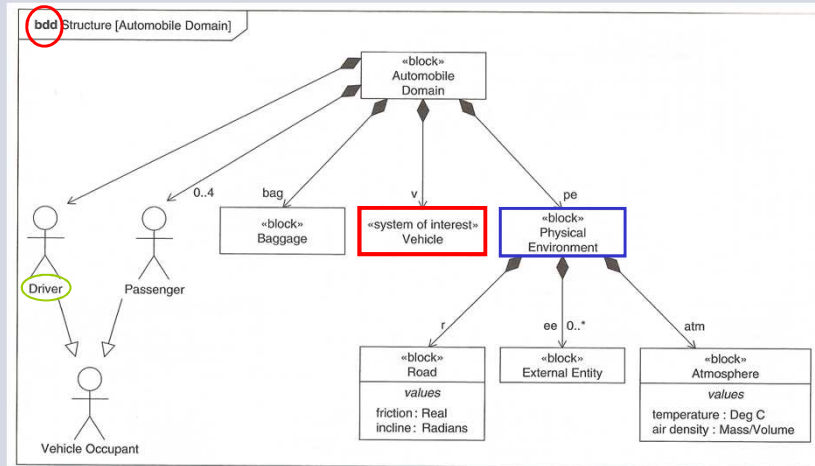 bdd Structure [Automobile Domain]
«block»
Automobile
Domain
0..4
bag
v
pe
«block»
Baggage
«system of interest»
Vehicle
«block»
Physical
Environment
Driver
Passenger
r
ee 0..*
atm
«block»
Road
values
friction : Real
incline : Radians
«block»
External Entity
«block»
Atmosphere
values
temperature : Deg C
air density : Mass/Volume
Vehicle Occupant